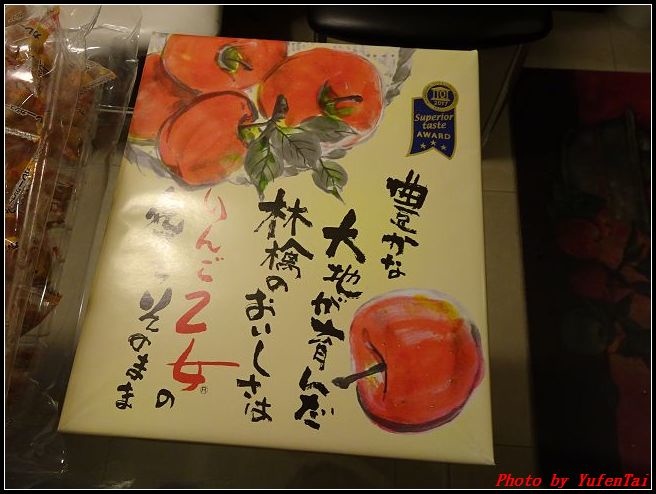 豊かな
大地が育んだ
林檎のおいしさは
りんご乙女®の
そのまま
2017
Superior
taste
AWARD
Photo by YufenTai